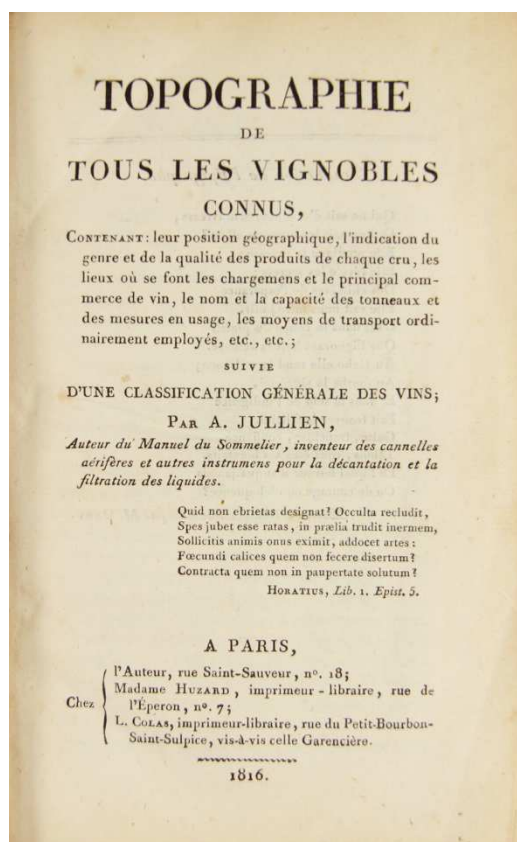 TOPOGRAPHIE
DE
TOUS LES VIGNOBLES
CONNUS,
CONTENANT: leur position géographique, l'indication du
genre et de la qualité des produits de chaque cru, les
lieux où se font les chargemens et le principal com-
merce de vin, le nom et la capacité des tonneaux et
des mesures en usage, les moyens de transport ordi-
nairement employés, etc., etc.;
SUIVIE
D'UNE CLASSIFICATION GÉNÉRALE DES VINS;
PAR A. JULLIEN,
Auteur du Manuel du Sommelier, inventeur des cannelles
aérifères et autres instrumens pour la décantation et la
filtration des liquides.
Quid non ebrietas designat? Occulta recludit,
Spes jubet esse ratas, in prælia trudit inermem,
Sollicitis animis onus eximit, addocet artes:
Fœcundi calices quem non fecere disertum?
Contracta quem non in paupertate solutum?
HORATIUS, Lib. 1. Epist. 5.
A PARIS,
Chez
l'Auteur, rue Saint-Sauveur, nº. 18;
Madame HUZARD, imprimeur-libraire, rue de
l'Éperon, nº. 7;
L. COLAS, imprimeur-libraire, rue du Petit-Bourbon-
Saint-Sulpice, vis-à-vis celle Garencière.
1816.